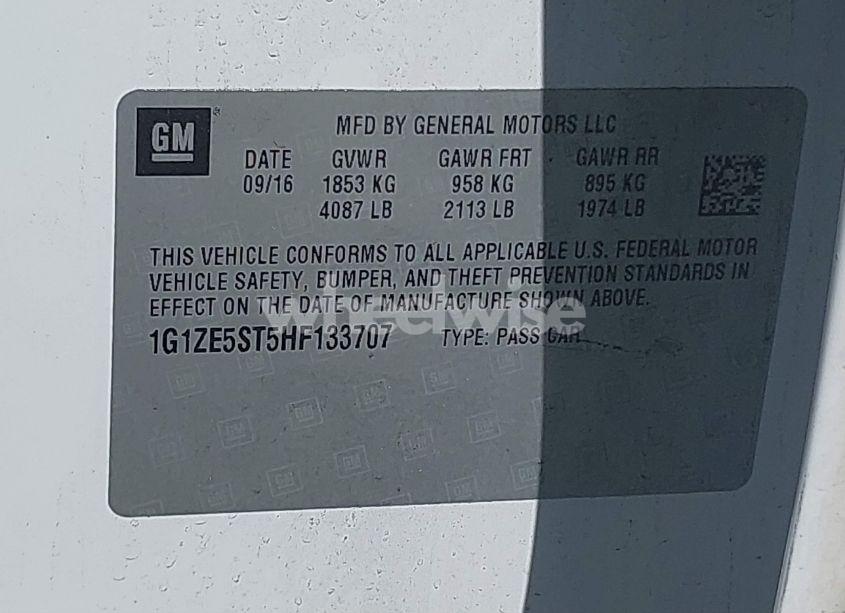 GM®
MFD BY GENERAL MOTORS LLC
DATE GVWR GAWR FRT GAWR RR
09/16 1853 KG 958 KG 895 KG
4087 LB 2113 LB 1974 LB
THIS VEHICLE CONFORMS TO ALL APPLICABLE U.S. FEDERAL MOTOR
VEHICLE SAFETY, BUMPER, AND THEFT PREVENTION STANDARDS IN
EFFECT ON THE DATE OF MANUFACTURE SHOWN ABOVE.
wheelwise
1G1ZE5ST5HF133707 TYPE: PASS CAR